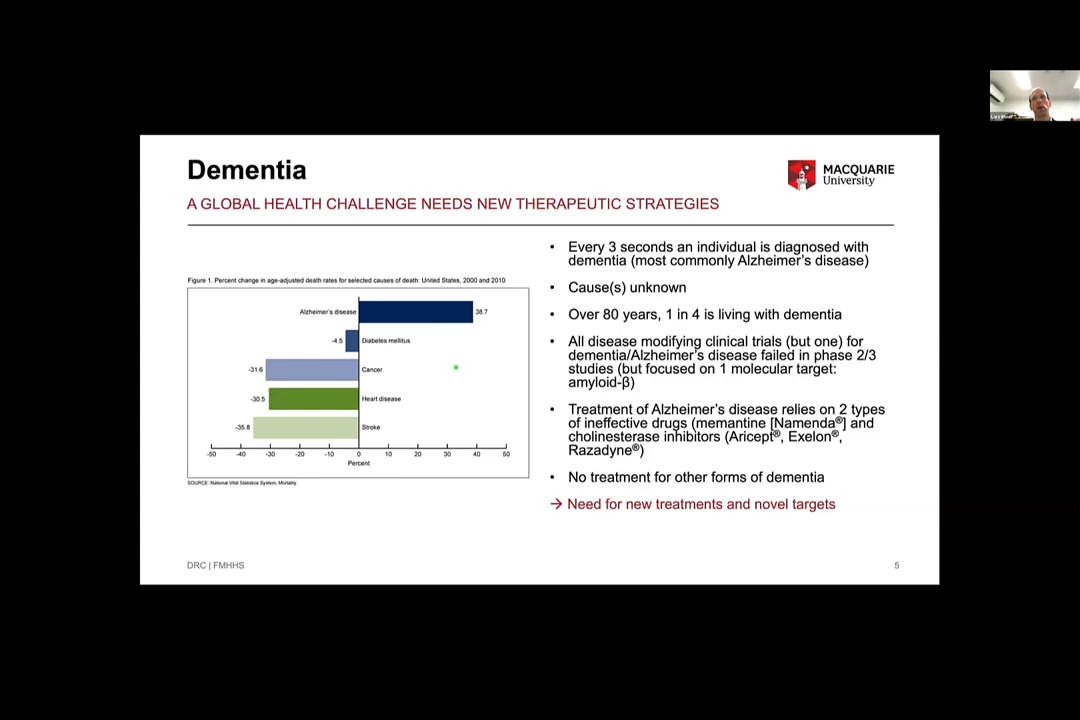 Dementia
MACQUARIE
University
A GLOBAL HEALTH CHALLENGE NEEDS NEW THERAPEUTIC STRATEGIES
Figure 1. Percent change in age-adjusted death rates for selected causes of death: United States, 2000 and 2010
Alzheimer's disease 38.7
-4.5 Diabetes mellitus
-31.6 Cancer
-30.5 Heart disease
-35.8 Stroke
-50 -40 -30 -20 -10 0 10 20 30 40 50
Percent
SOURCE: National Vital Statistics System, Mortality.
• Every 3 seconds an individual is diagnosed with
dementia (most commonly Alzheimer's disease)
• Cause(s) unknown
• Over 80 years, 1 in 4 is living with dementia
• All disease modifying clinical trials (but one) for
dementia/Alzheimer's disease failed in phase 2/3
studies (but focused on 1 molecular target:
amyloid-β)
• Treatment of Alzheimer's disease relies on 2 types
of ineffective drugs (memantine [Namenda®] and
cholinesterase inhibitors (Aricept®, Exelon®,
Razadyne®)
• No treatment for other forms of dementia
→ Need for new treatments and novel targets
DRC | FMHHS
5